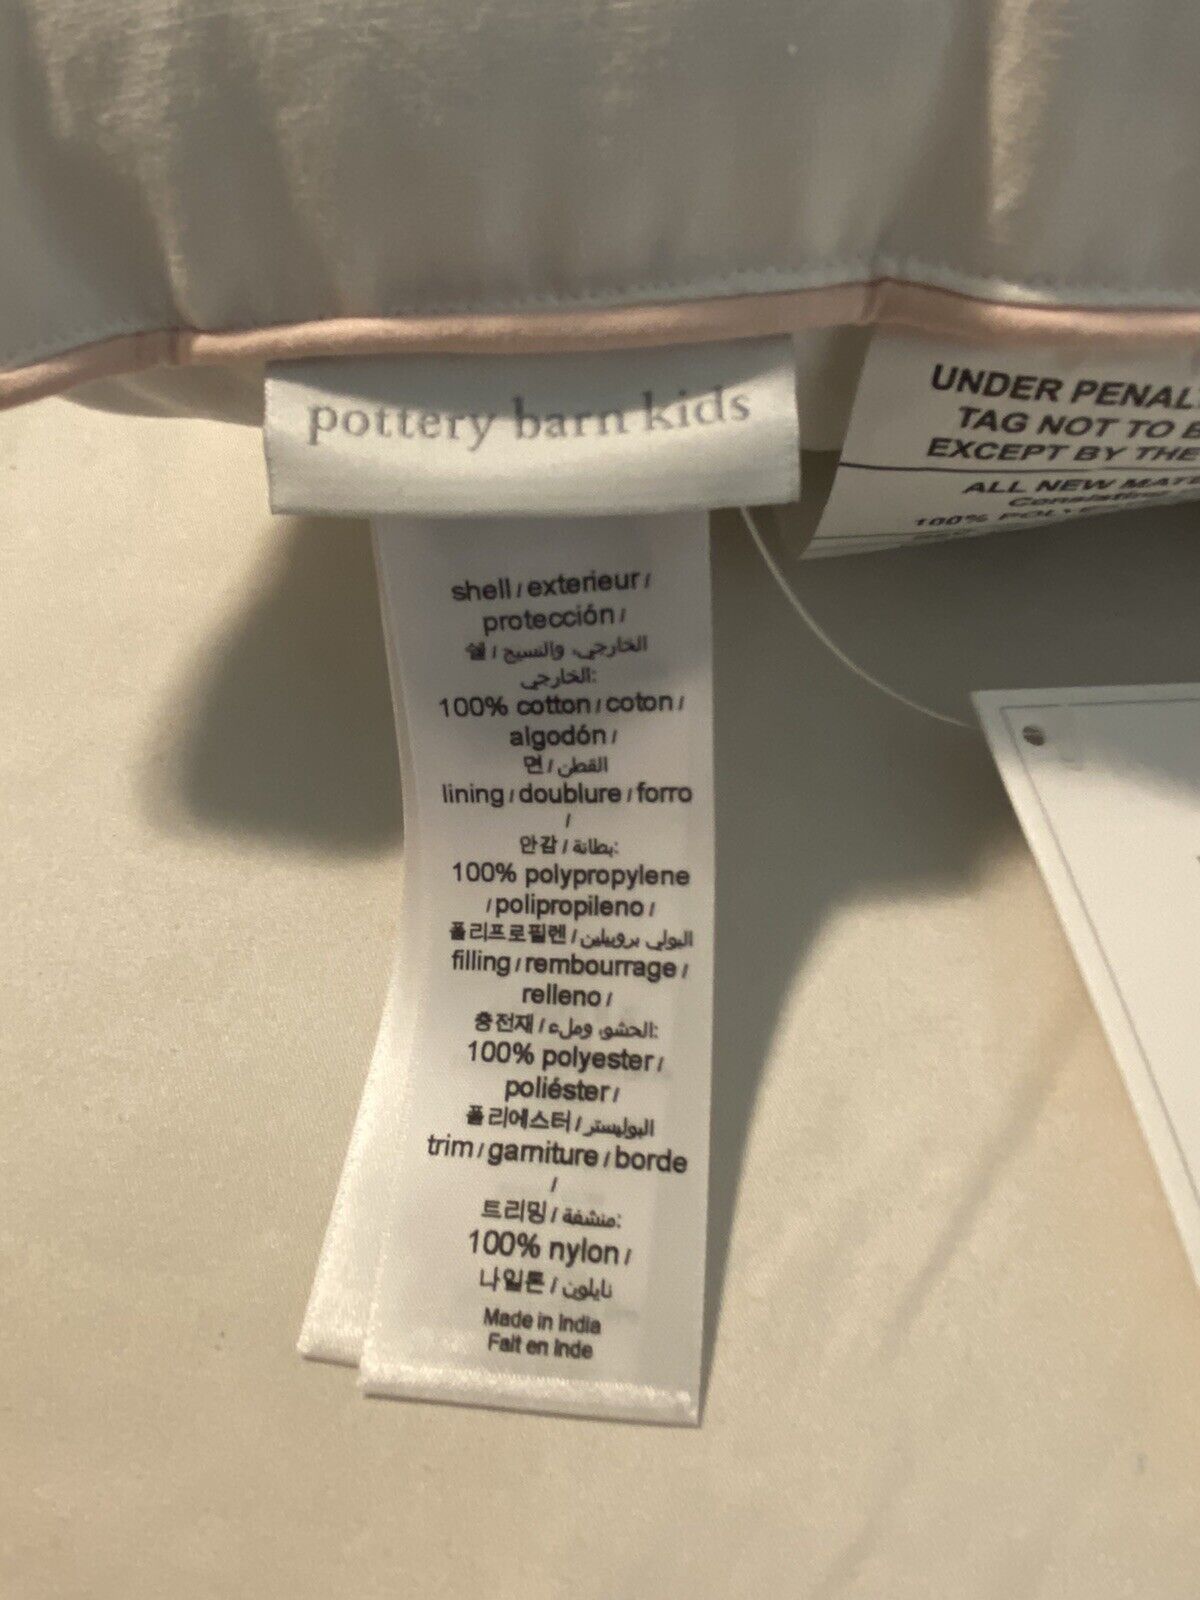 pottery barn kids
shell / exterieur /
protección /
쉘 / الخارجي، والنسيج
الخارجي:
100% cotton / coton /
algodón /
면 / القطن
lining / doublure / forro
/
안감 / بطانة:
100% polypropylene
/ polipropileno /
폴리프로필렌 / البولي بروبيلين
filling / rembourrage /
relleno /
충전재 / الحشو وملء:
100% polyester /
poliéster /
폴리에스터 / البوليستر
trim / garniture / borde
/
트리밍 / منشفة:
100% nylon /
나일론 / نايلون
Made in India
Fait en Inde
UNDER PENAL
TAG NOT TO
EXCEPT BY THE
ALL NEW
Consisting
100%